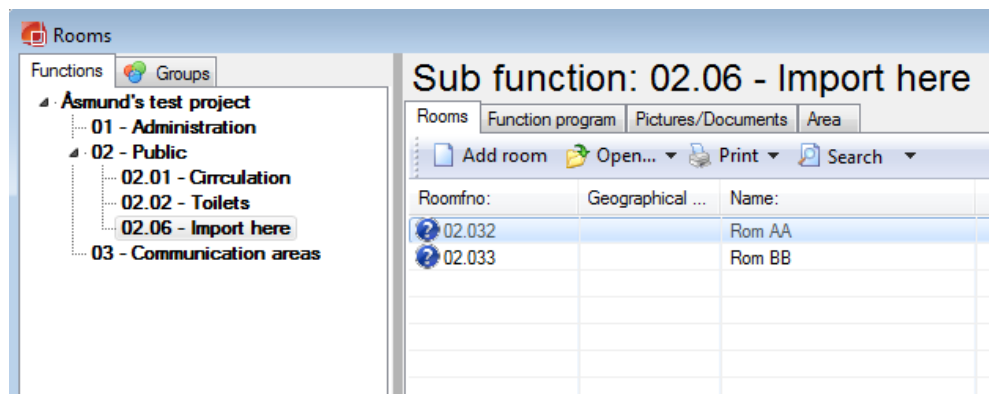 Rooms
Functions Groups
Åsmund's test project
01 - Administration
02 - Public
02.01 - Cirrculation
02.02 - Toilets
02.06 - Import here
03 - Communication areas
Sub function: 02.06 - Import here
Rooms Function program Pictures/Documents Area
Add room Open... Print Search
Roomfno: Geographical ... Name:
02.032 Rom AA
02.033 Rom BB